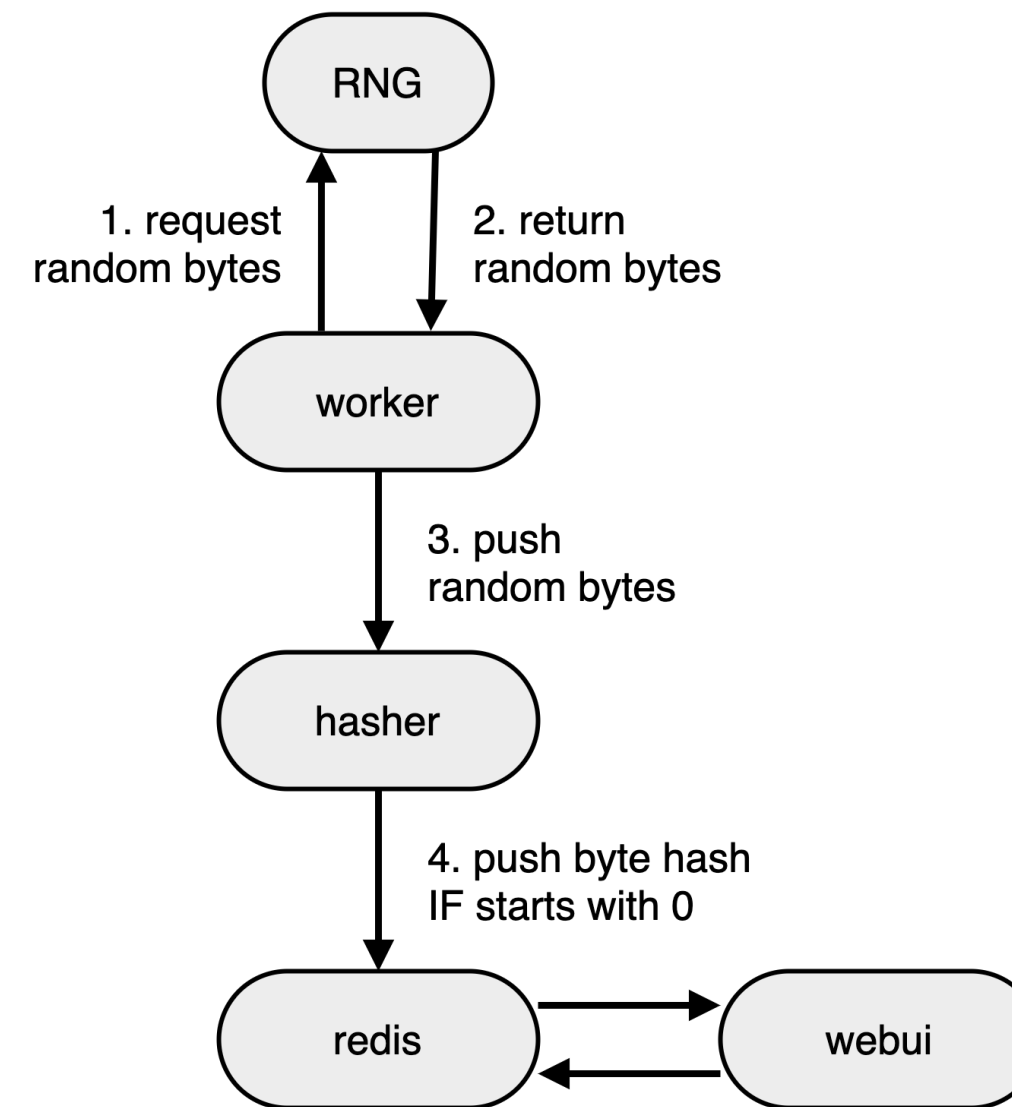 RNG
1. request
random bytes
2. return
random bytes
worker
3. push
random bytes
hasher
4. push byte hash
IF starts with 0
redis
webui